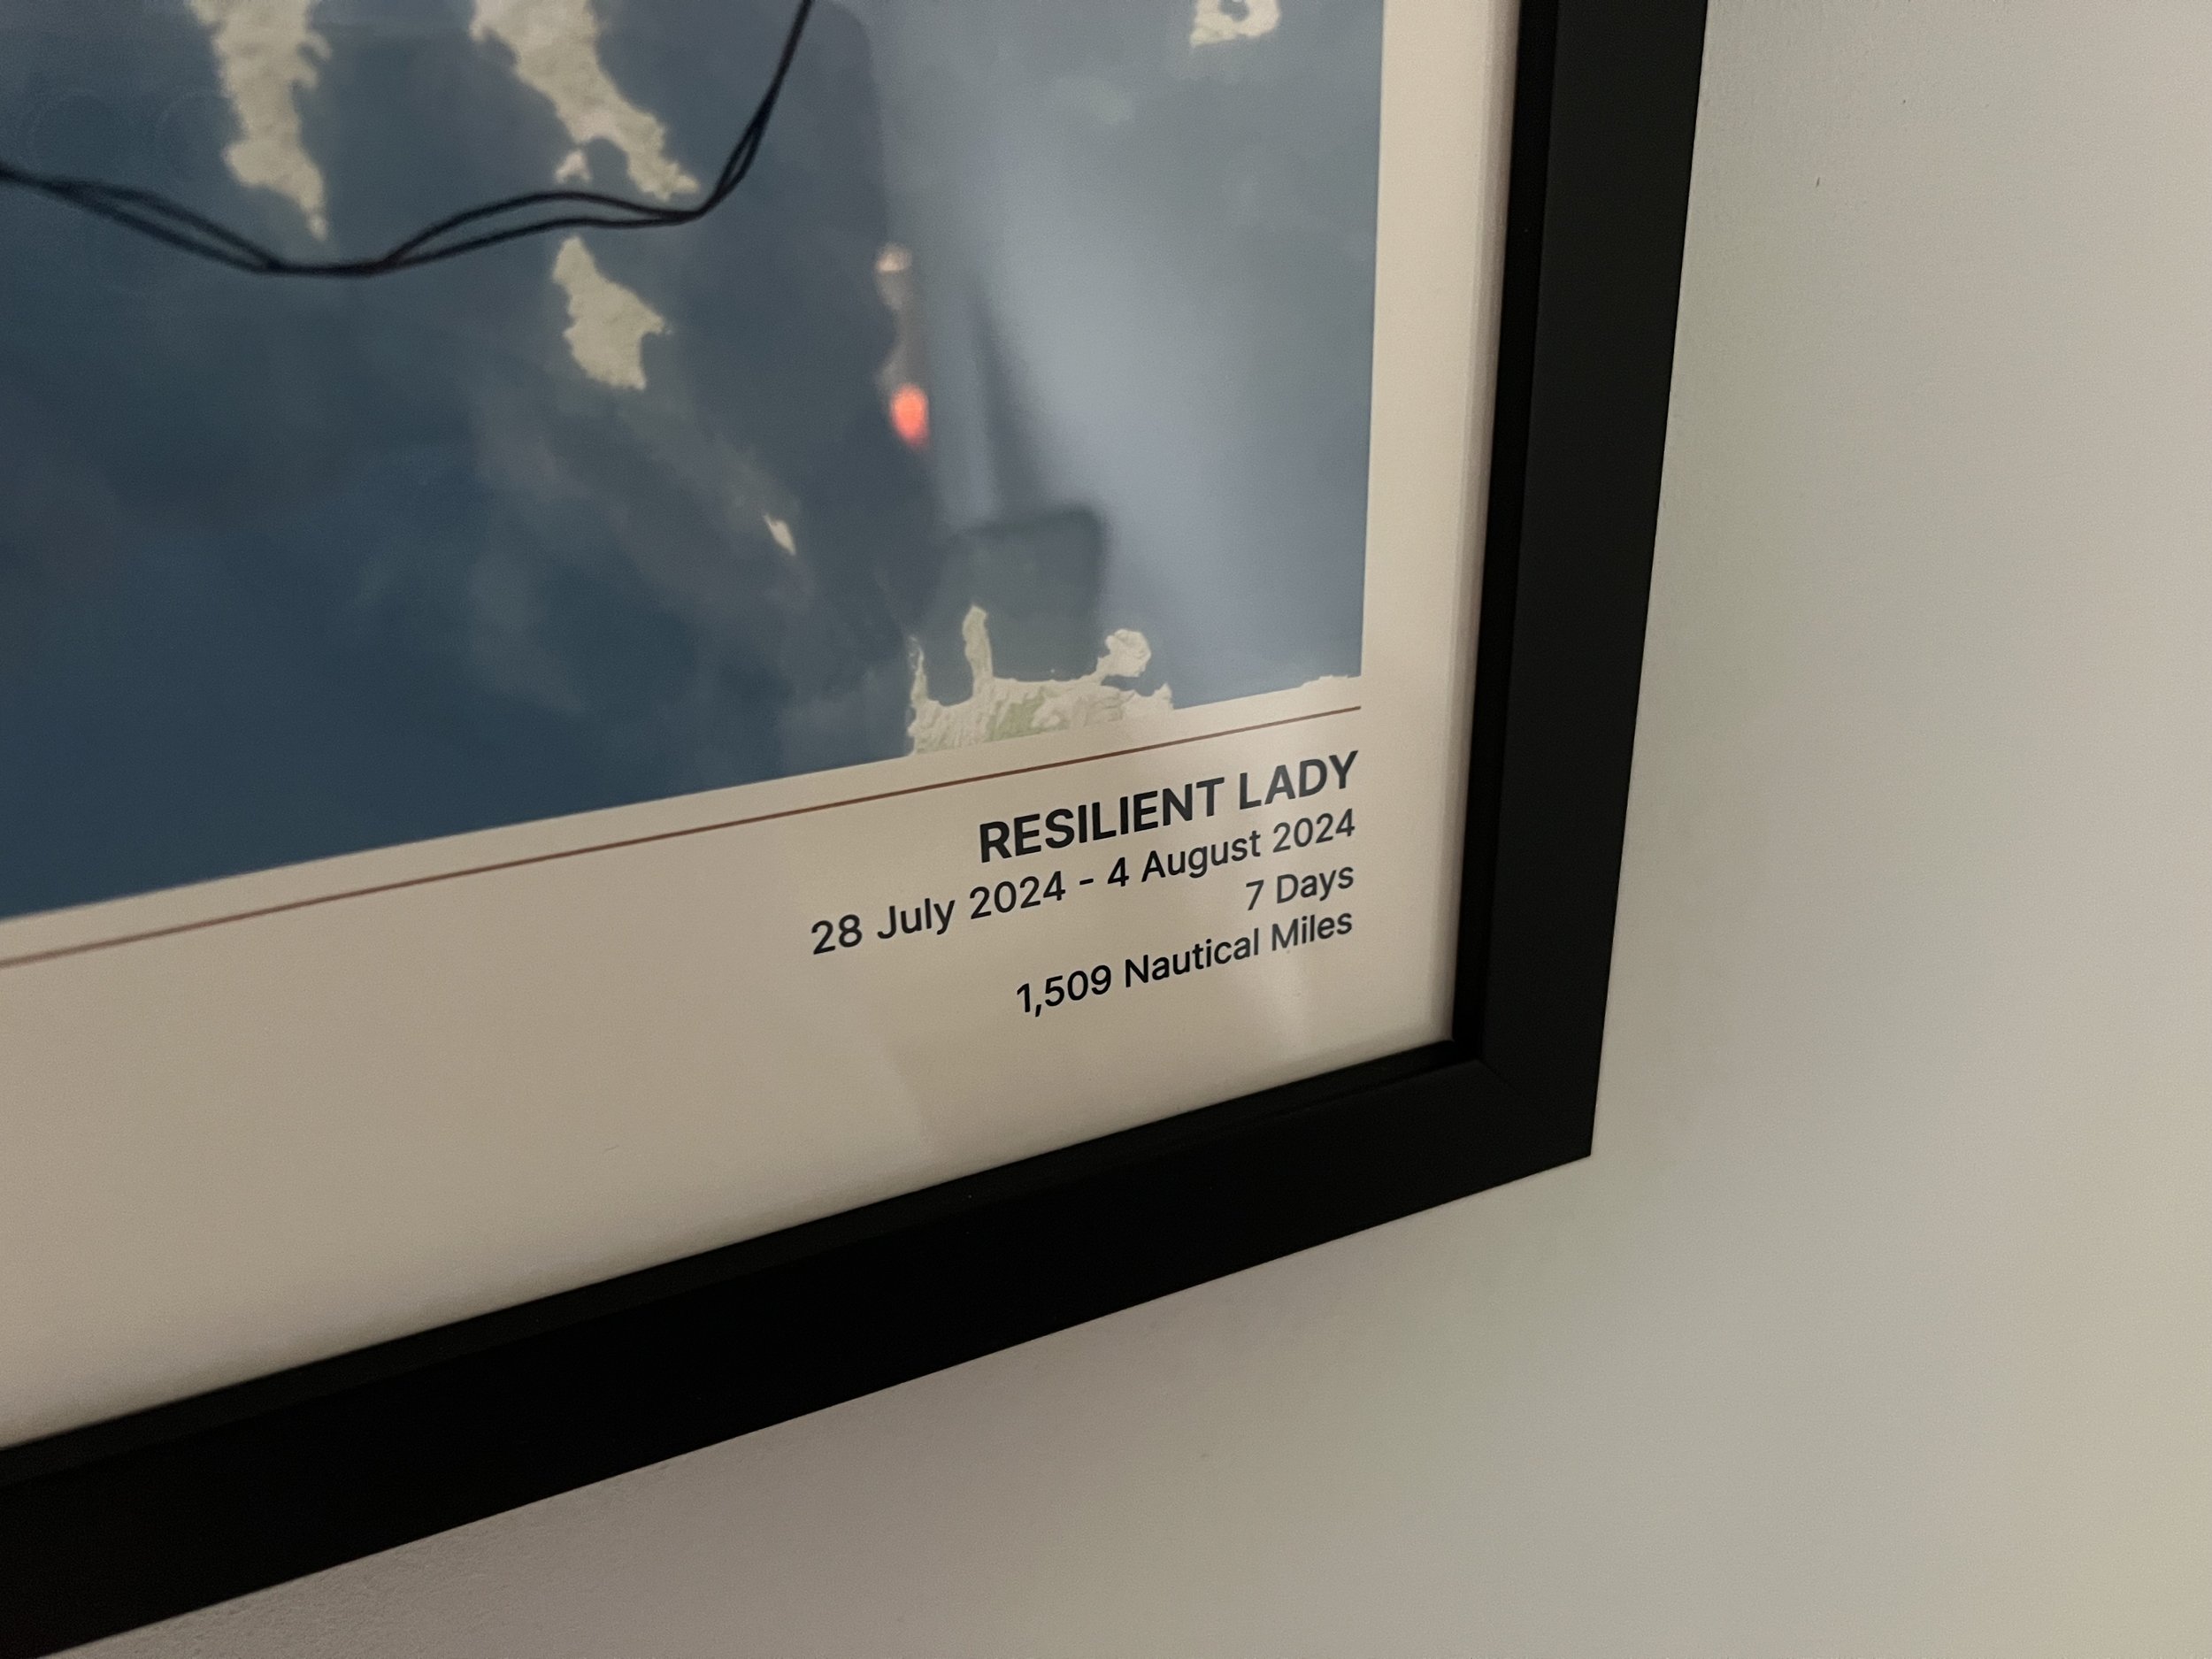 RESILIENT LADY
28 July 2024 - 4 August 2024
7 Days
1,509 Nautical Miles